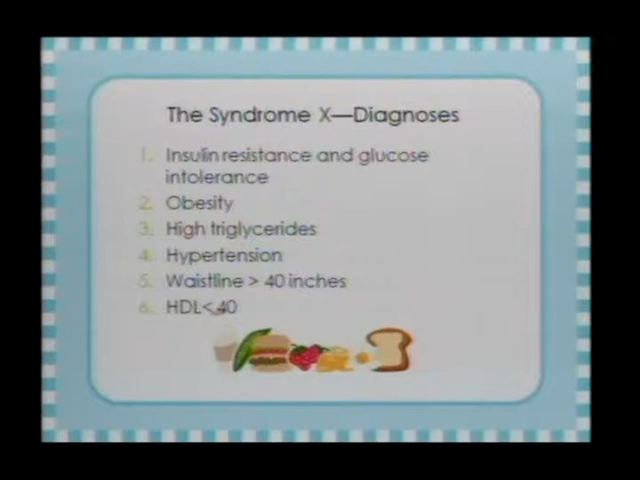 The Syndrome X—Diagnoses
1. Insulin resistance and glucose
intolerance
2. Obesity
3. High triglycerides
4. Hypertension
5. Waistline > 40 inches
6. HDL<40